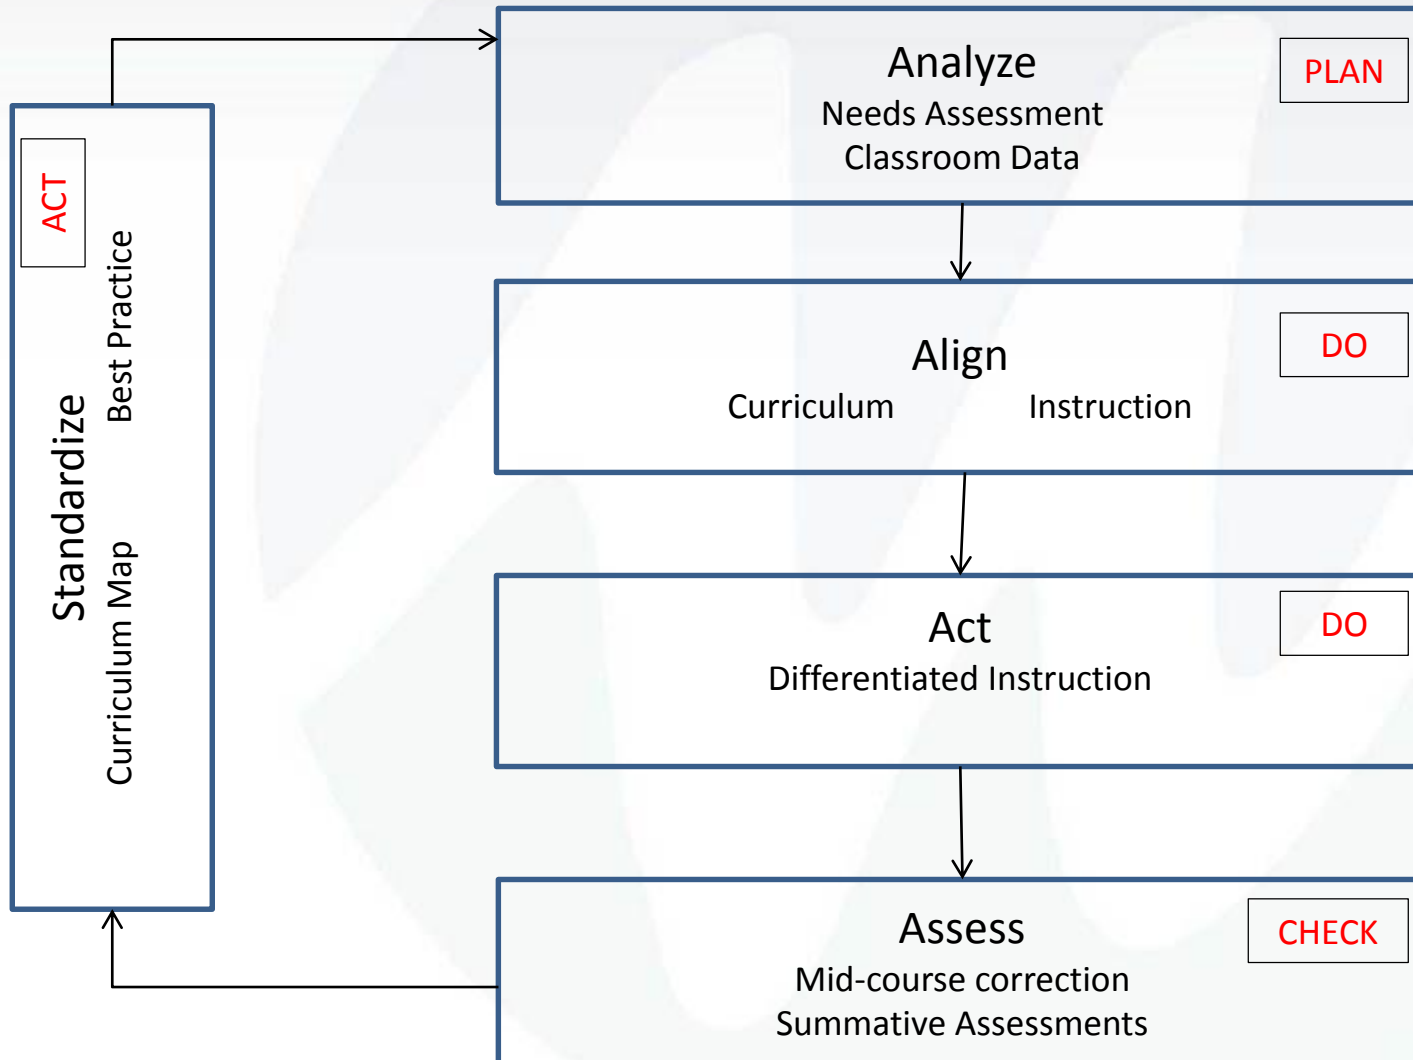 Analyze
PLAN
Needs Assessment
Classroom Data
Align
DO
Curriculum Instruction
Act
DO
Differentiated Instruction
Assess
CHECK
Mid-course correction
Summative Assessments
ACT
Standardize
Curriculum Map Best Practice